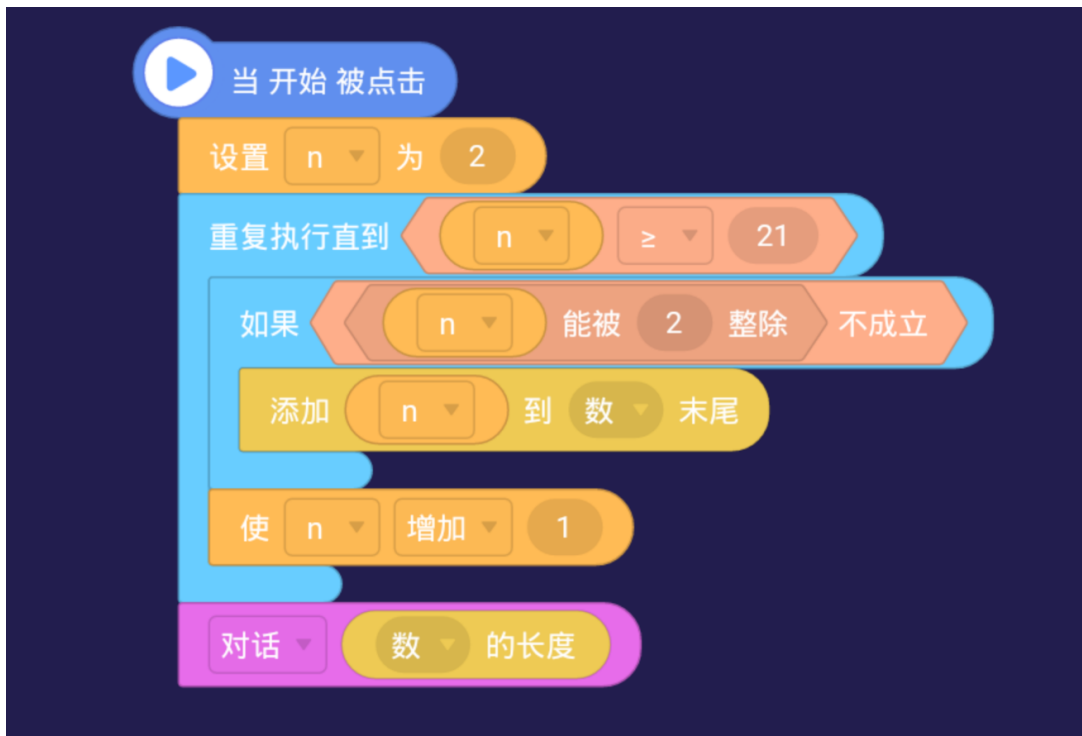 当 开始 被点击
设置 n 为 2
重复执行直到 n ≥ 21
如果 n 能被 2 整除 不成立
添加 n 到 数 末尾
使 n 增加 1
对话 数 的长度